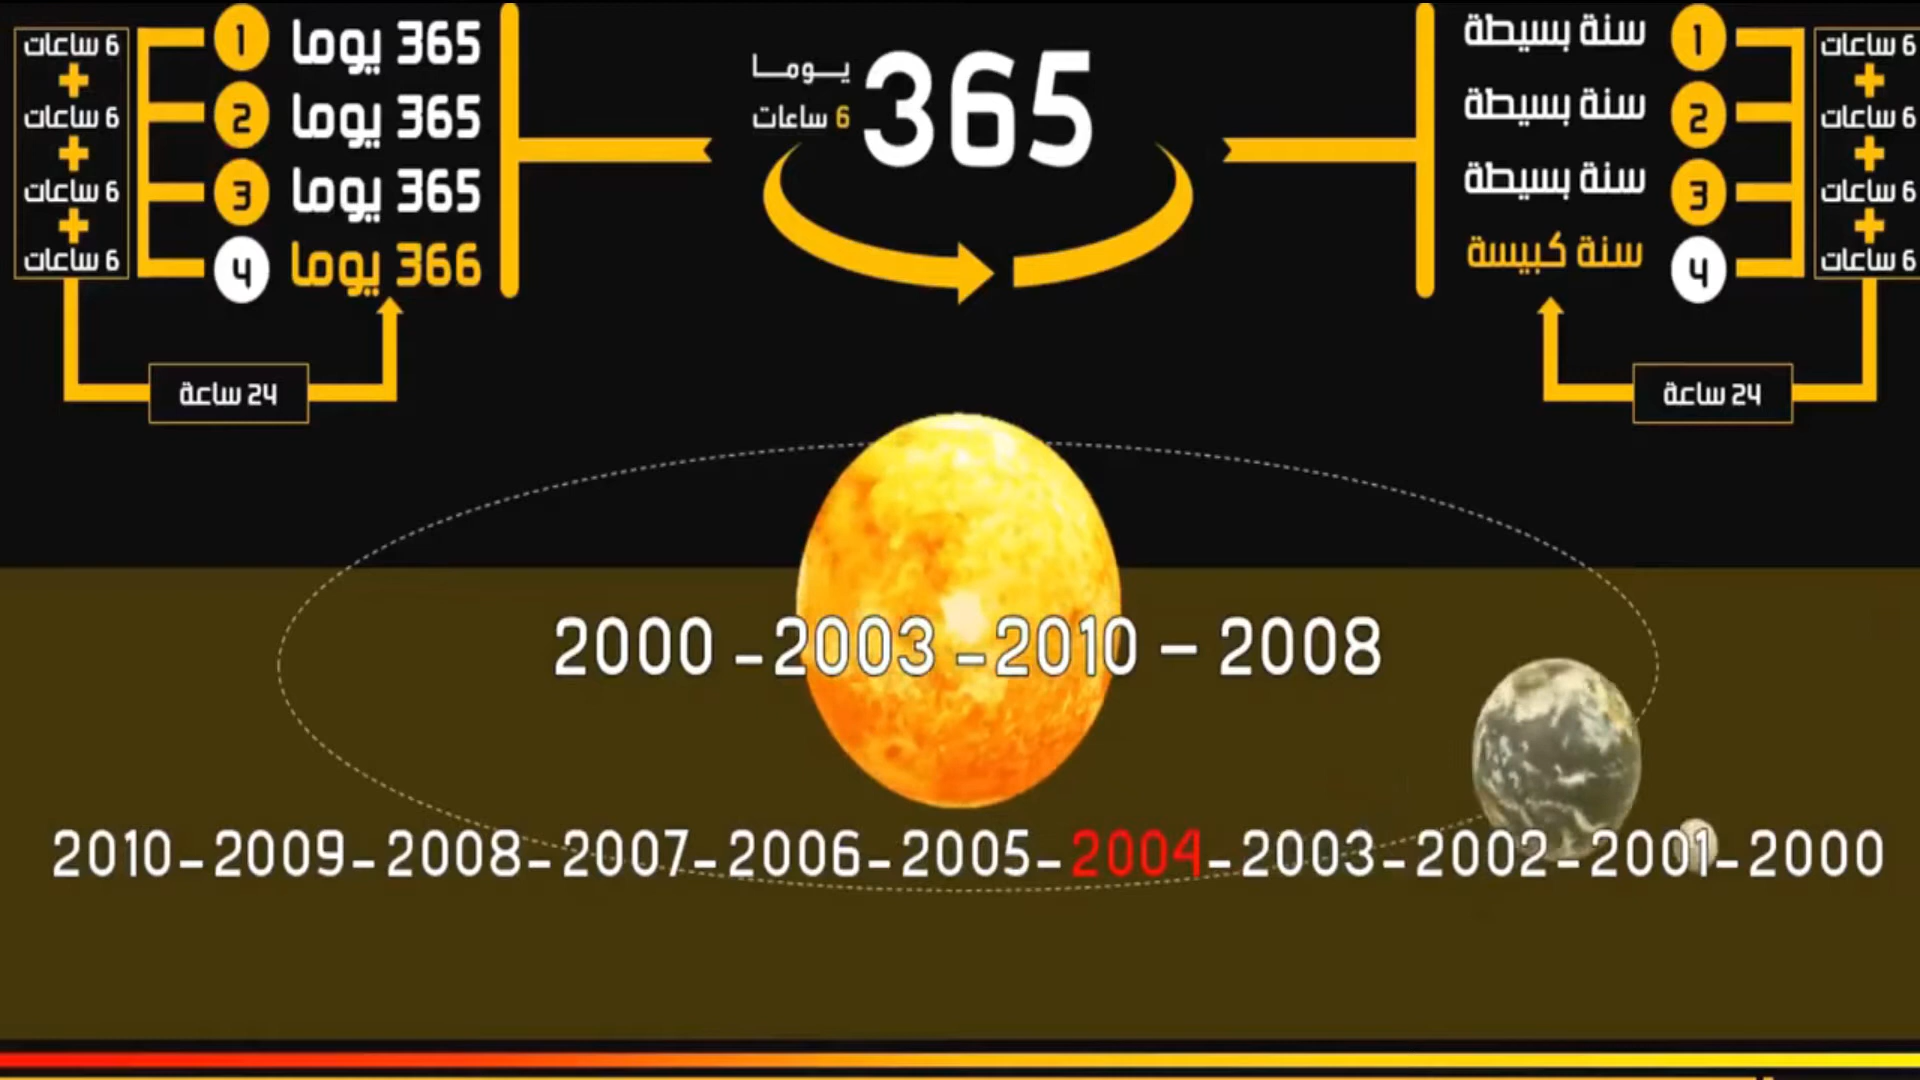 سنة بسيطة 1
سنة بسيطة 2
سنة بسيطة 3
سنة كبيسة 4
6 ساعات
+
6 ساعات
+
6 ساعات
+
6 ساعات
24 ساعة
365 يوما
6 ساعات
1 365 يوما
2 365 يوما
3 365 يوما
4 366 يوما
6 ساعات
+
6 ساعات
+
6 ساعات
+
6 ساعات
24 ساعة
2000 – 2003 – 2010 – 2008
2010 – 2009 – 2008 – 2007 – 2006 – 2005 – 2004 – 2003 – 2002 – 2001 – 2000